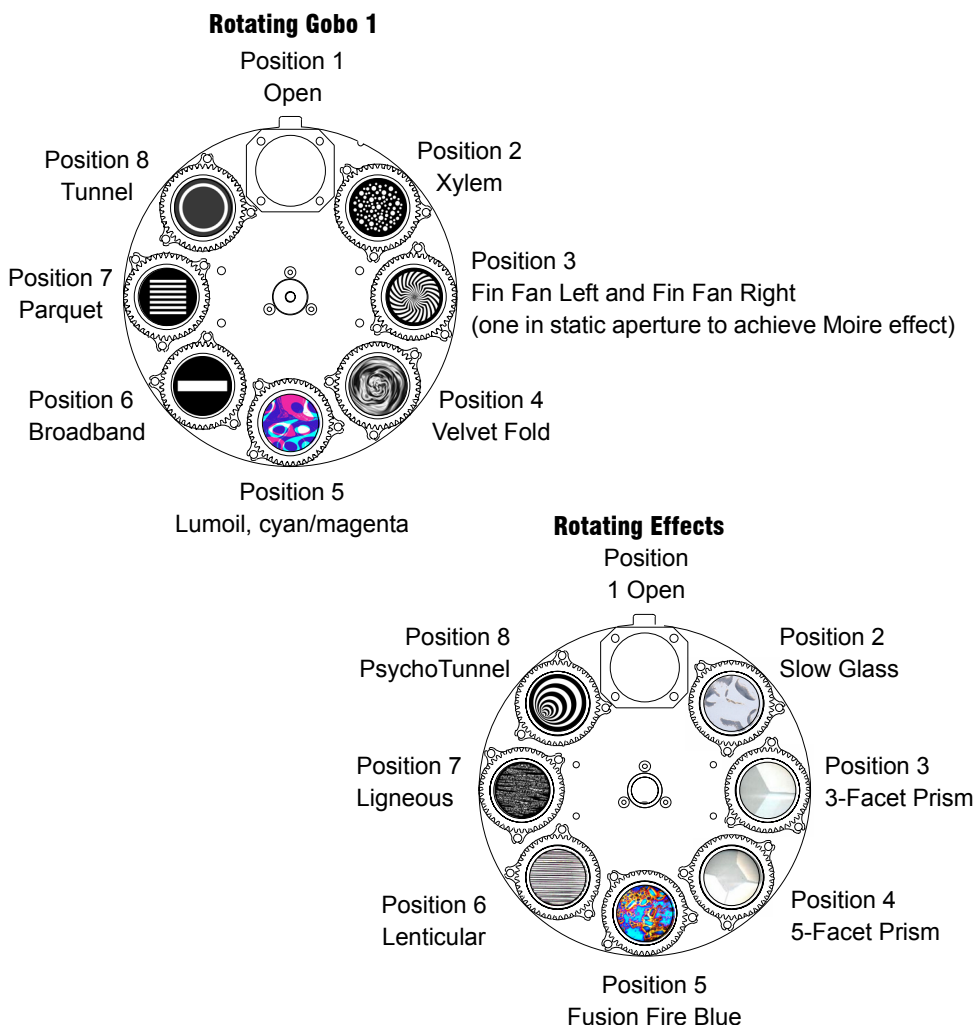 Rotating Gobo 1
Position 1
Open
Position 2
Xylem
Position 3
Fin Fan Left and Fin Fan Right
(one in static aperture to achieve Moire effect)
Position 4
Velvet Fold
Position 5
Lumoil, cyan/magenta
Position 6
Broadband
Position 7
Parquet
Position 8
Tunnel
Rotating Effects
Position
1 Open
Position 2
Slow Glass
Position 3
3-Facet Prism
Position 4
5-Facet Prism
Position 5
Fusion Fire Blue
Position 6
Lenticular
Position 7
Ligneous
Position 8
PsychoTunnel